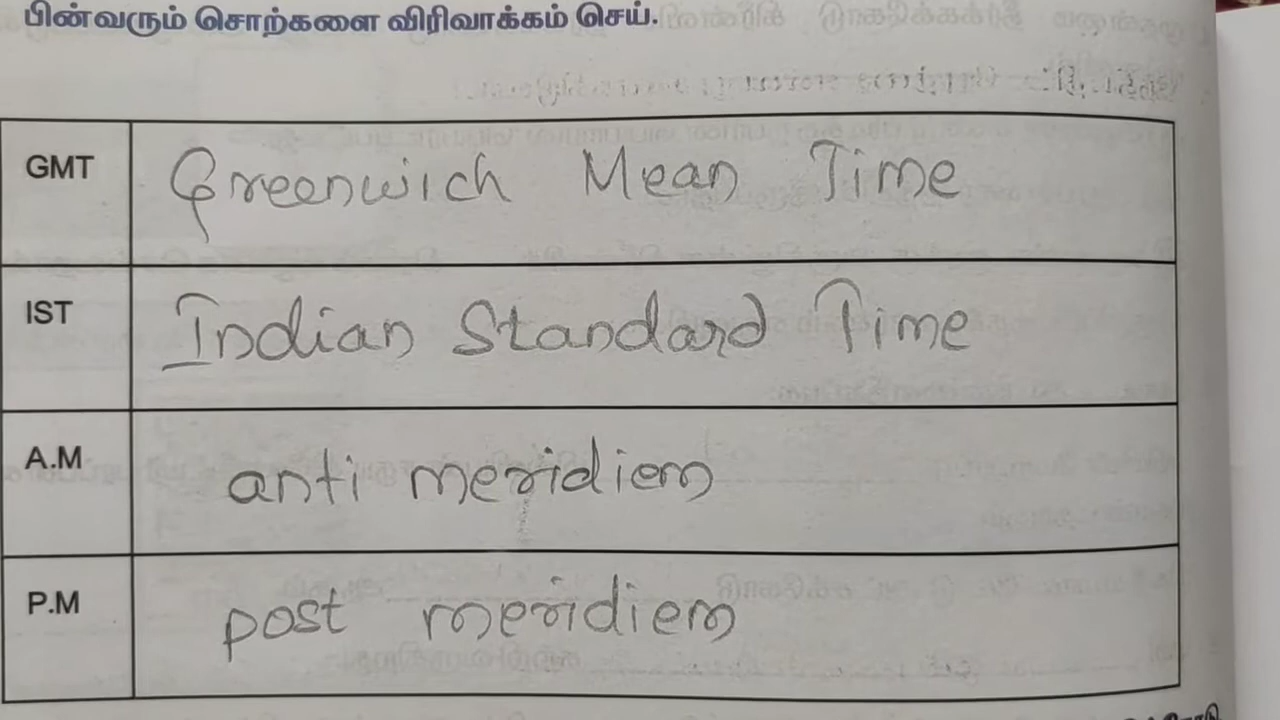 பின்வரும் சொற்களை விரிவாக்கம் செய்.
GMT Greenwich Mean Time
IST Indian Standard Time
A.M anti meridiem
P.M post meridiem